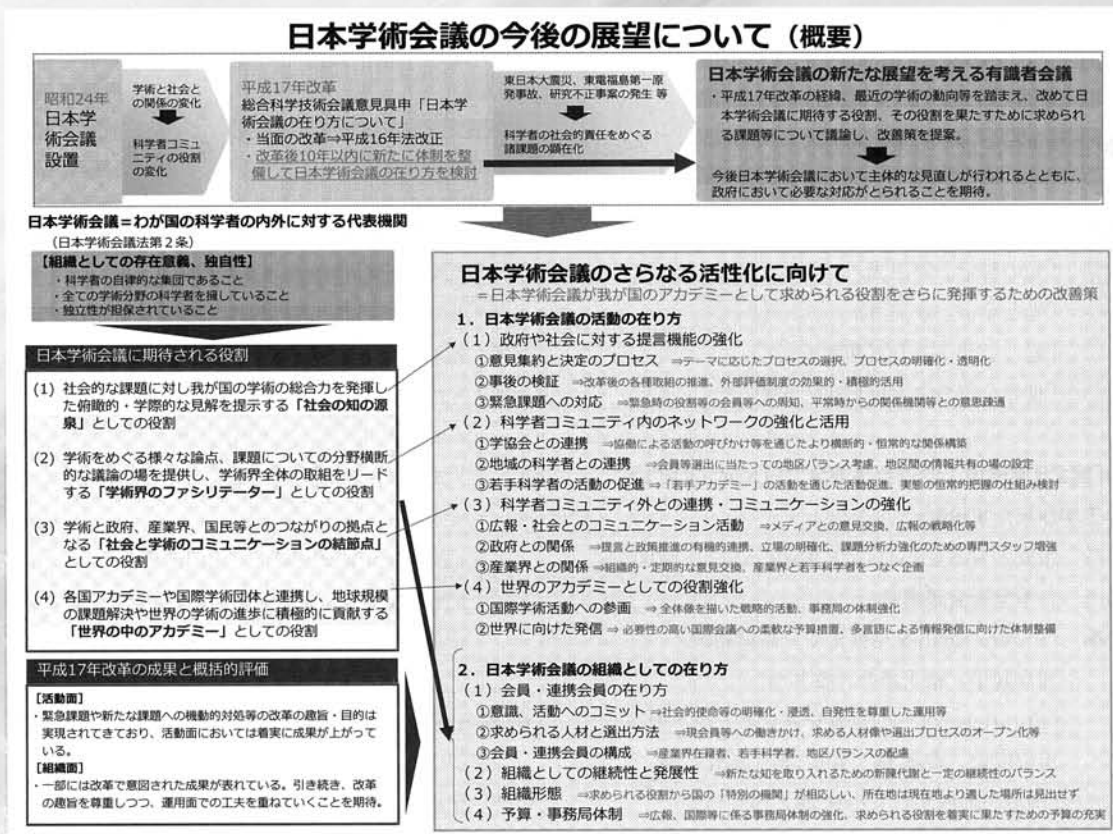 日本学術会議の今後の展望について（概要）
昭和24年
日本学
術会議
設置
学術と社会と
の関係の変化
科学者コミュ
ニティの役割
の変化
平成17年改革
総合科学技術会議意見具申「日本学
術会議の在り方について」
・当面の改革⇒平成16年法改正
・改革後10年以内に新たに体制を整
備して日本学術会議の在り方を検討
東日本大震災、東電福島第一原
発事故、研究不正事案の発生 等
科学者の社会的責任をめぐる
諸課題の顕在化
日本学術会議の新たな展望を考える有識者会議
・平成17年改革の経緯、最近の学術の動向等を踏まえ、改めて日
本学術会議に期待する役割、その役割を果たすために求められ
る課題等について議論し、改善策を提案。
今後日本学術会議において主体的な見直しが行われるとともに、
政府において必要な対応がとられることを期待。
日本学術会議＝わが国の科学者の内外に対する代表機関
（日本学術会議法第２条）
【組織としての存在意義、独自性】
・科学者の自律的な集団であること
・全ての学術分野の科学者を擁していること
・独立性が担保されていること
日本学術会議に期待される役割
(1) 社会的な課題に対し我が国の学術の総合力を発揮し
た俯瞰的・学際的な見解を提示する「社会の知の源
泉」としての役割
(2) 学術をめぐる様々な論点、課題についての分野横断
的な議論の場を提供し、学術界全体の取組をリード
する「学術界のファシリテーター」としての役割
(3) 学術と政府、産業界、国民等とのつながりの拠点と
なる「社会と学術のコミュニケーションの結節点」
としての役割
(4) 各国アカデミーや国際学術団体と連携し、地球規模
の課題解決や世界の学術の進歩に積極的に貢献する
「世界の中のアカデミー」としての役割
平成17年改革の成果と概括的評価
【活動面】
・緊急課題や新たな課題への機動的対処等の改革の趣旨・目的は
実現されてきており、活動面においては着実に成果が上がって
いる。
【組織面】
・一部には改革で意図された成果が表れている。引き続き、改革
の趣旨を尊重しつつ、運用面での工夫を重ねていくことを期待。
日本学術会議のさらなる活性化に向けて
＝日本学術会議が我が国のアカデミーとして求められる役割をさらに発揮するための改善策
１．日本学術会議の活動の在り方
（１）政府や社会に対する提言機能の強化
①意見集約と決定のプロセス ⇒テーマに応じたプロセスの選択、プロセスの明確化・透明化
②事後の検証 ⇒改革後の各種取組の推進、外部評価制度の効果的・積極的活用
③緊急課題への対応 ⇒緊急時の役割等の会員等への周知、平常時からの関係機関等との意思疎通
（２）科学者コミュニティ内のネットワークの強化と活用
①学協会との連携 ⇒協働による活動の呼びかけ等を通じたより横断的・恒常的な関係構築
②地域の科学者との連携 ⇒会員等選出に当たっての地区バランス考慮、地区間の情報共有の場の設定
③若手科学者の活動の促進 ⇒「若手アカデミー」の活動を通じた活動促進、実態の恒常的把握の仕組み検討
（３）科学者コミュニティ外との連携・コミュニケーションの強化
①広報・社会とのコミュニケーション活動 ⇒メディアとの意見交換、広報の戦略化等
②政府との関係 ⇒提言と政策推進の有機的連携、立場の明確化、課題分析力強化のための専門スタッフ増強
③産業界との関係 ⇒組織的・定期的な意見交換、産業界と若手科学者をつなぐ企画
（４）世界のアカデミーとしての役割強化
①国際学術活動への参画 ⇒ 全体像を描いた戦略的活動、事務局の体制強化
②世界に向けた発信 ⇒ 必要性の高い国際会議への柔軟な予算措置、多言語による情報発信に向けた体制整備
２．日本学術会議の組織としての在り方
（１）会員・連携会員の在り方
①意識、活動へのコミット ⇒社会的使命等の明確化・浸透、自発性を尊重した運用等
②求められる人材と選出方法 ⇒現会員等への働きかけ、求める人材像や選出プロセスのオープン化等
③会員・連携会員の構成 ⇒産業界在籍者、若手科学者、地区バランスの配慮
（２）組織としての継続性と発展性 ⇒新たな知を取り入れるための新陳代謝と一定の継続性のバランス
（３）組織形態 ⇒求められる役割から国の「特別の機関」が相応しい、所在地は現在地より適した場所は見出せず
（４）予算・事務局体制 ⇒広報、国際等に係る事務局体制の強化、求められる役割を着実に果たすための予算の充実